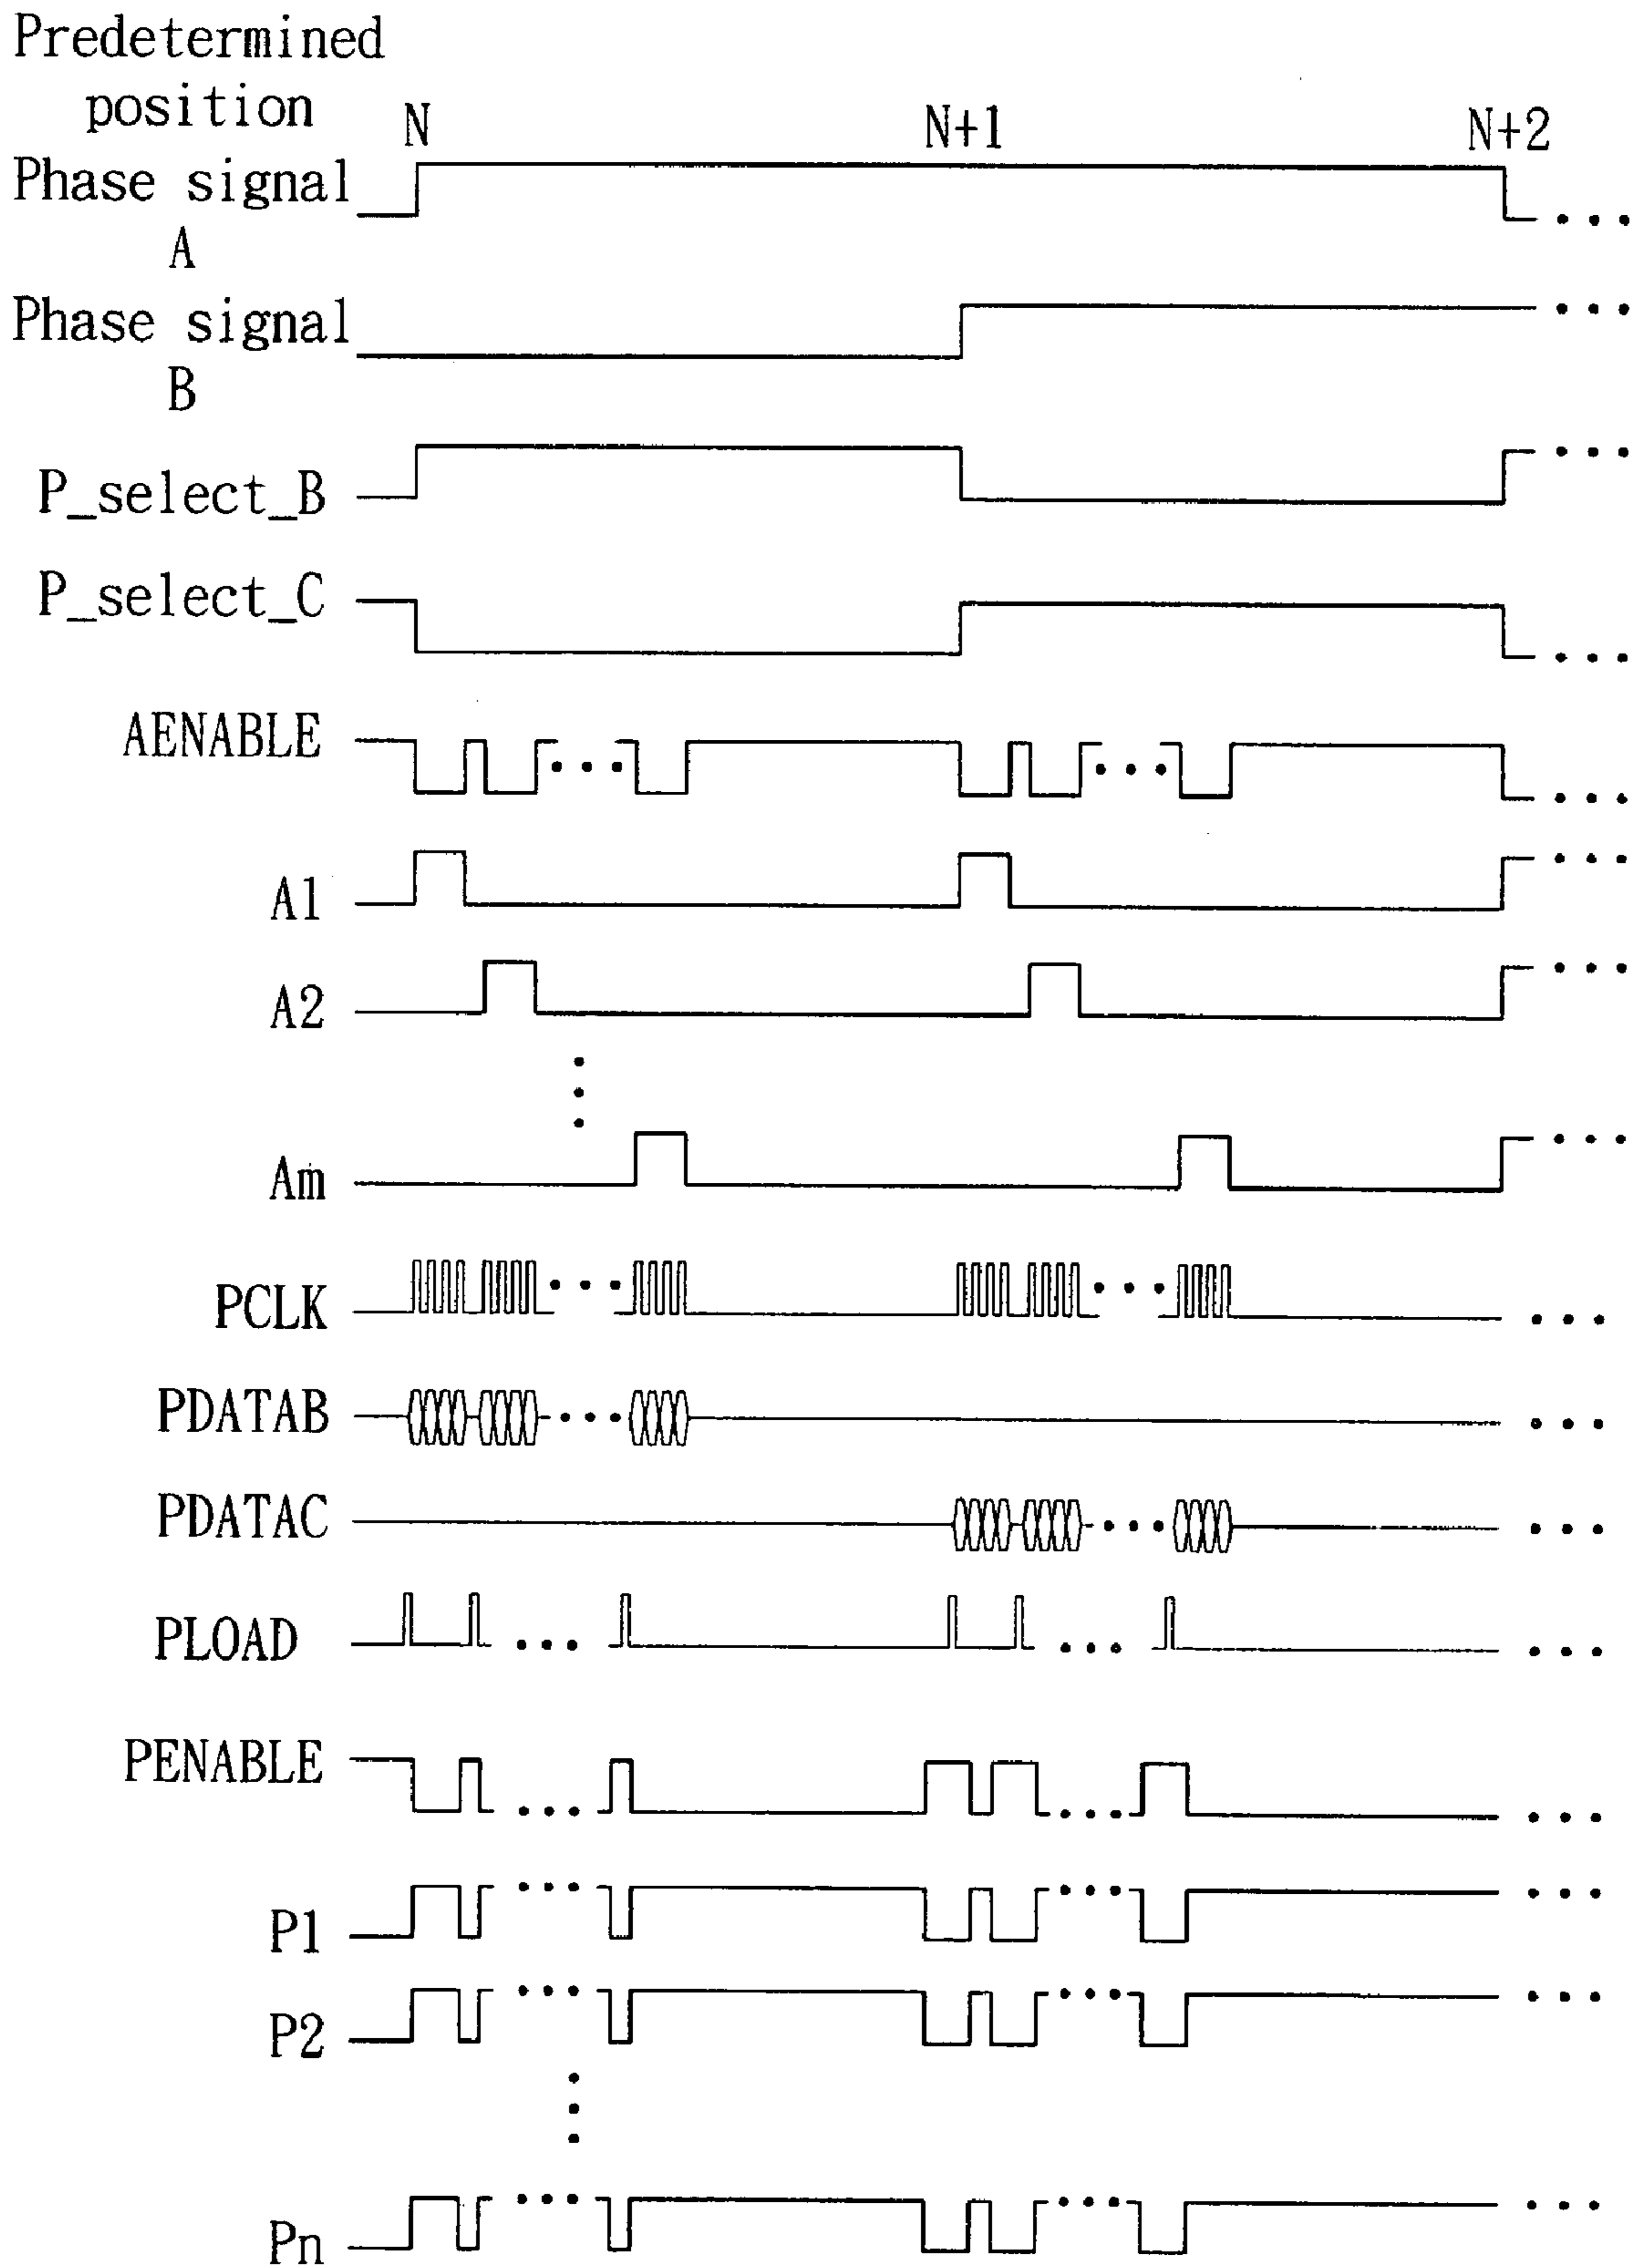 Predetermined
position
N
N+1
N+2
Phase signal
A
Phase signal
B
P_select_B
P_select_C
AENABLE
A1
A2
Am
PCLK
PDATAB
PDATAC
PLOAD
PENABLE
P1
P2
Pn